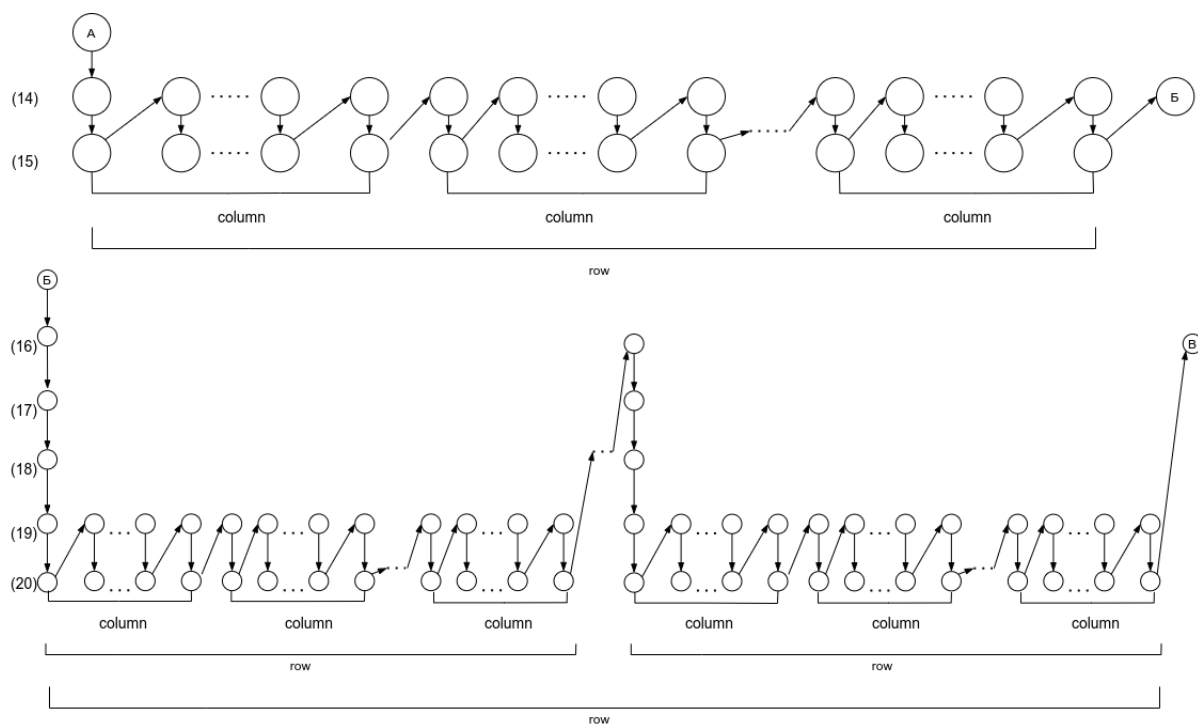 А
(14)
Б
(15)
column column column
row
Б
(16) В
(17)
(18)
(19)
(20)
column column column column column column
row row
row